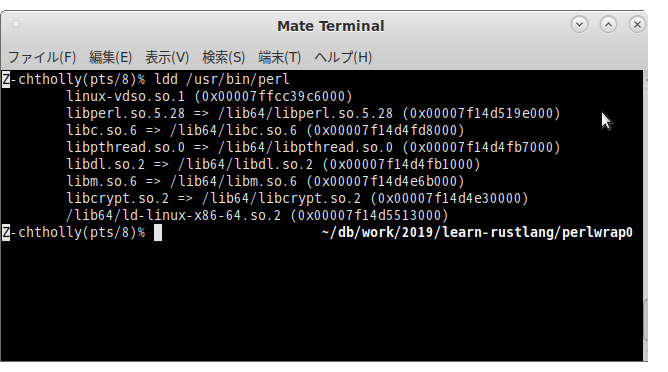 Mate Terminal
ファイル(F) 編集(E) 表示(V) 検索(S) 端末(T) ヘルプ(H)
Z-chtholly(pts/8)% ldd /usr/bin/perl
linux-vdso.so.1 (0x00007ffcc39c6000)
libperl.so.5.28 => /lib64/libperl.so.5.28 (0x00007f14d519e000)
libc.so.6 => /lib64/libc.so.6 (0x00007f14d4fd8000)
libpthread.so.0 => /lib64/libpthread.so.0 (0x00007f14d4fb7000)
libdl.so.2 => /lib64/libdl.so.2 (0x00007f14d4fb1000)
libm.so.6 => /lib64/libm.so.6 (0x00007f14d4e6b000)
libcrypt.so.2 => /lib64/libcrypt.so.2 (0x00007f14d4e30000)
/lib64/ld-linux-x86-64.so.2 (0x00007f14d5513000)
Z-chtholly(pts/8)% ~/db/work/2019/learn-rustlang/perlwrap0